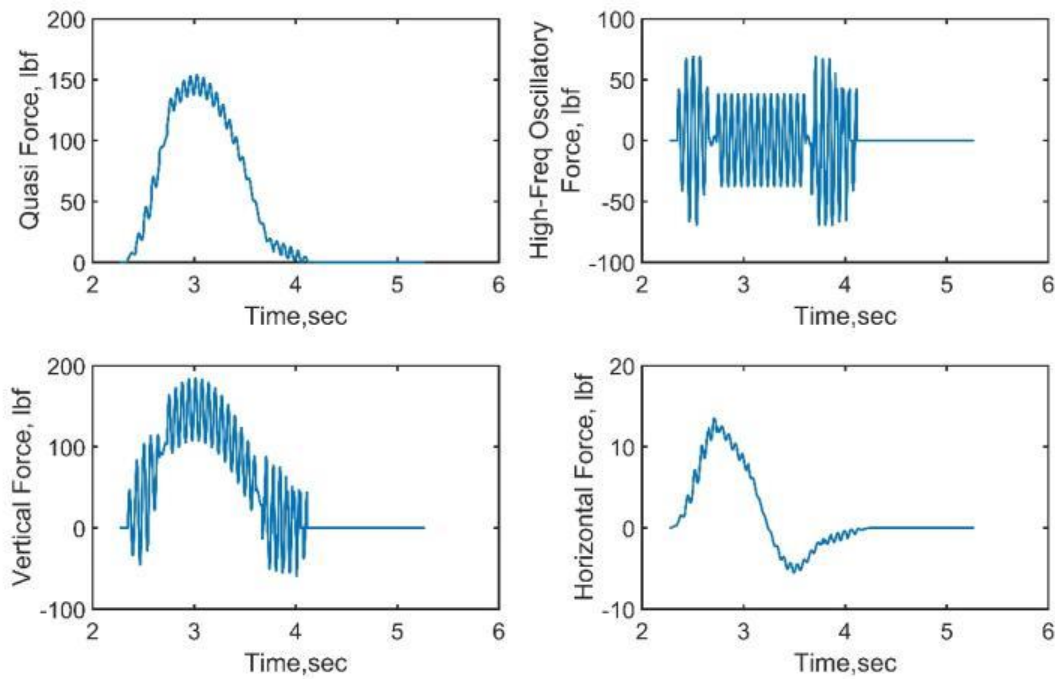 200
150
100
50
0
Quasi Force, lbf
2 3 4 5 6
Time,sec
100
50
0
-50
-100
High-Freq Oscillatory
Force, lbf
2 3 4 5 6
Time,sec
200
100
0
-100
Vertical Force, lbf
2 3 4 5 6
Time,sec
20
10
0
-10
Horizontal Force, lbf
2 3 4 5 6
Time,sec